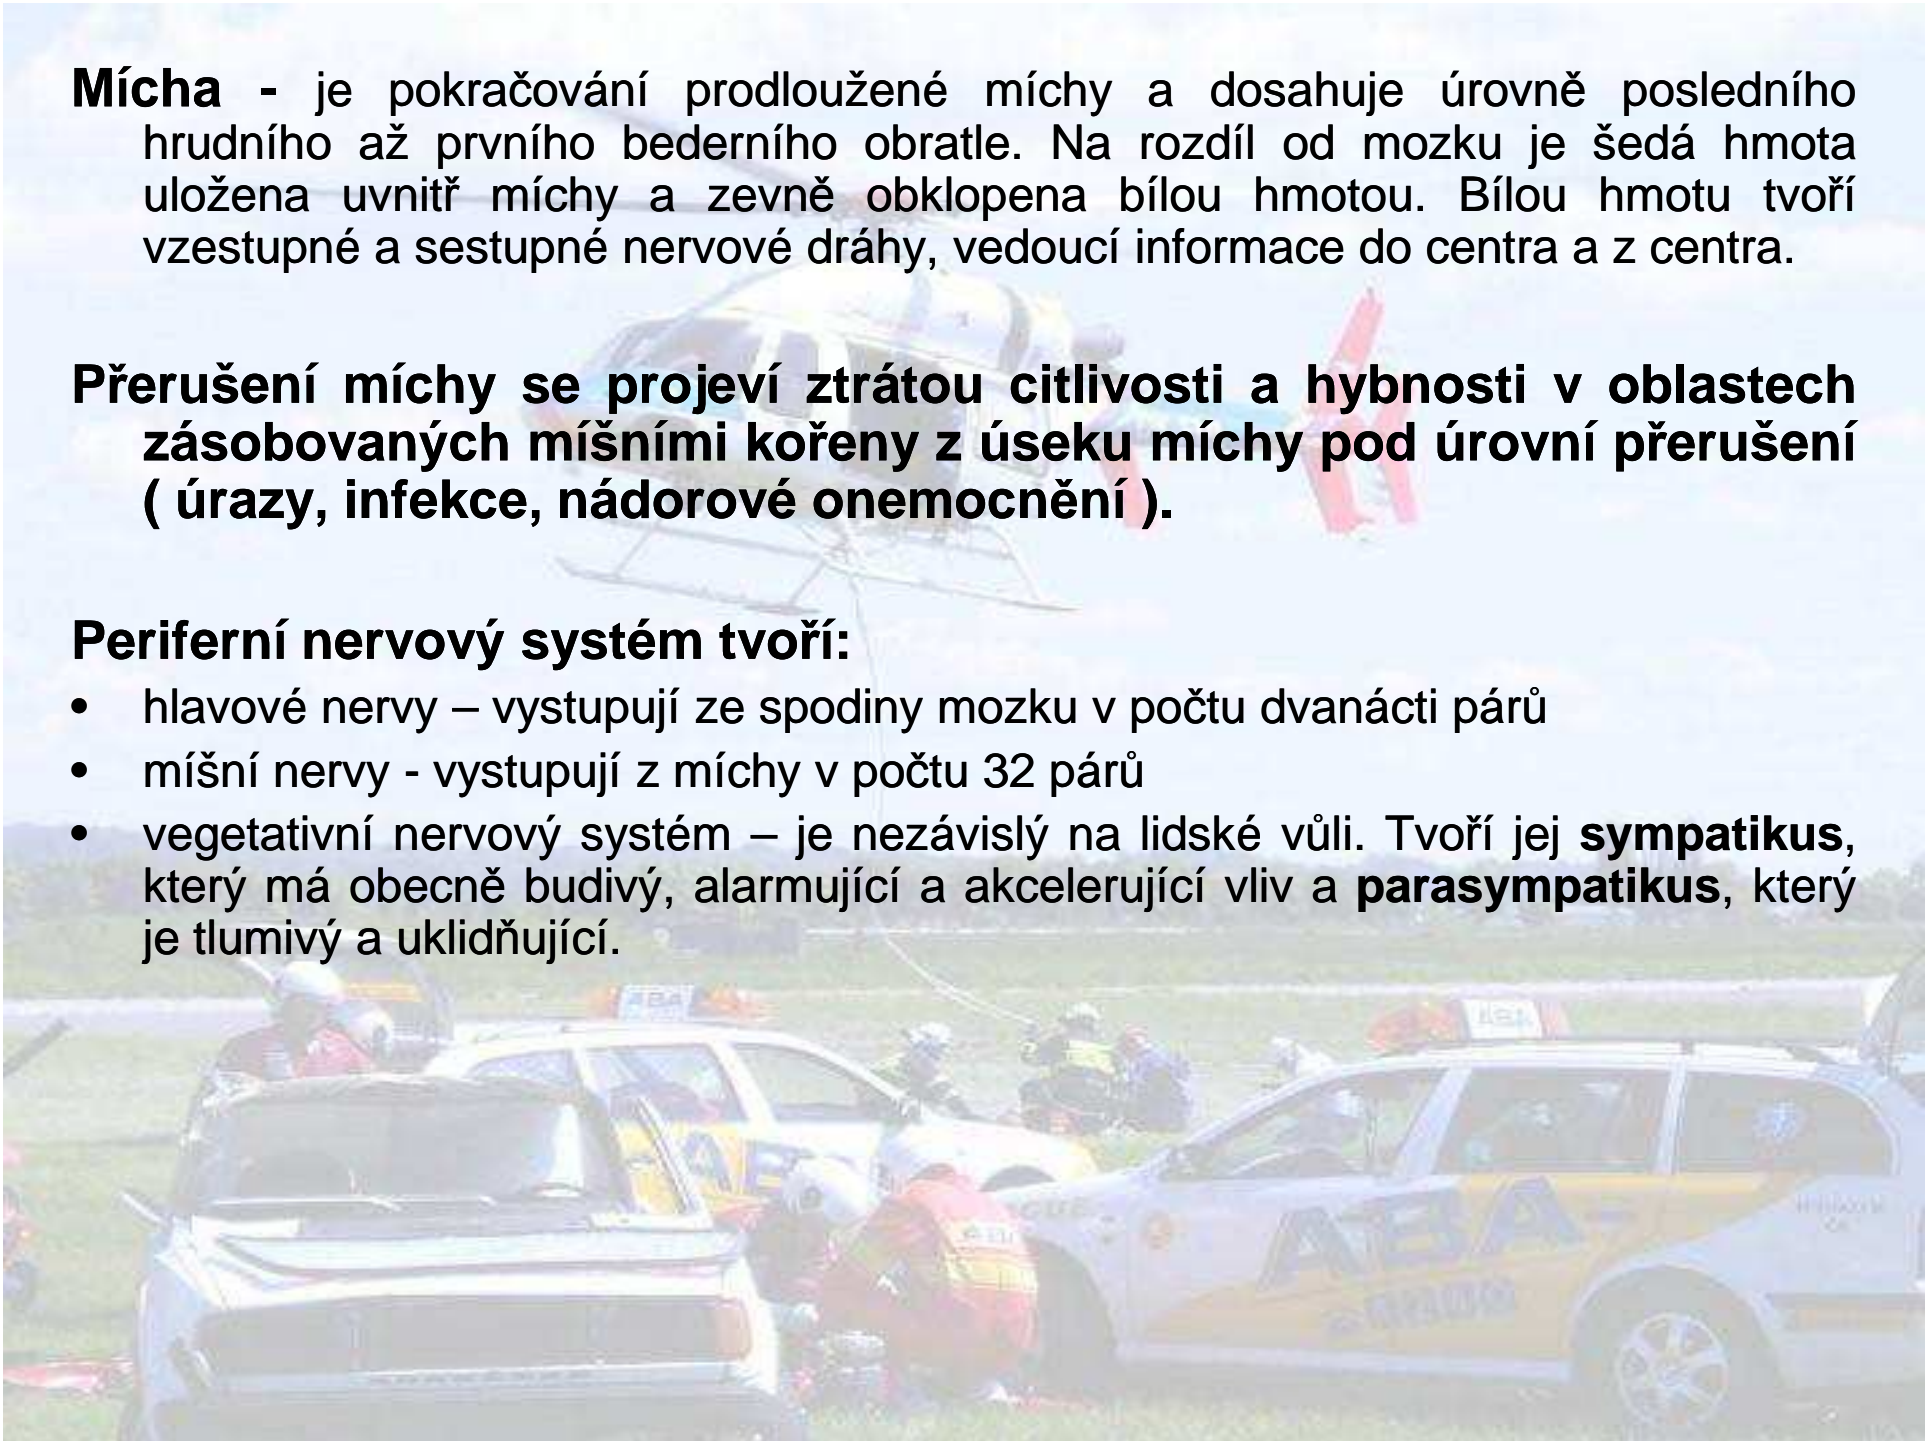 Mícha - je pokračování prodloužené míchy a dosahuje úrovně posledního
hrudního až prvního bederního obratle. Na rozdíl od mozku je šedá hmota
uložena uvnitř míchy a zevně obklopena bílou hmotou. Bílou hmotu tvoří
vzestupné a sestupné nervové dráhy, vedoucí informace do centra a z centra.
Přerušení míchy se projeví ztrátou citlivosti a hybnosti v oblastech
zásobovaných míšními kořeny z úseku míchy pod úrovní přerušení
( úrazy, infekce, nádorové onemocnění ).
Periferní nervový systém tvoří:
• hlavové nervy – vystupují ze spodiny mozku v počtu dvanácti párů
• míšní nervy - vystupují z míchy v počtu 32 párů
• vegetativní nervový systém – je nezávislý na lidské vůli. Tvoří jej sympatikus,
který má obecně budivý, alarmující a akcelerující vliv a parasympatikus, který
je tlumivý a uklidňující.
ABA
ABA
ABA